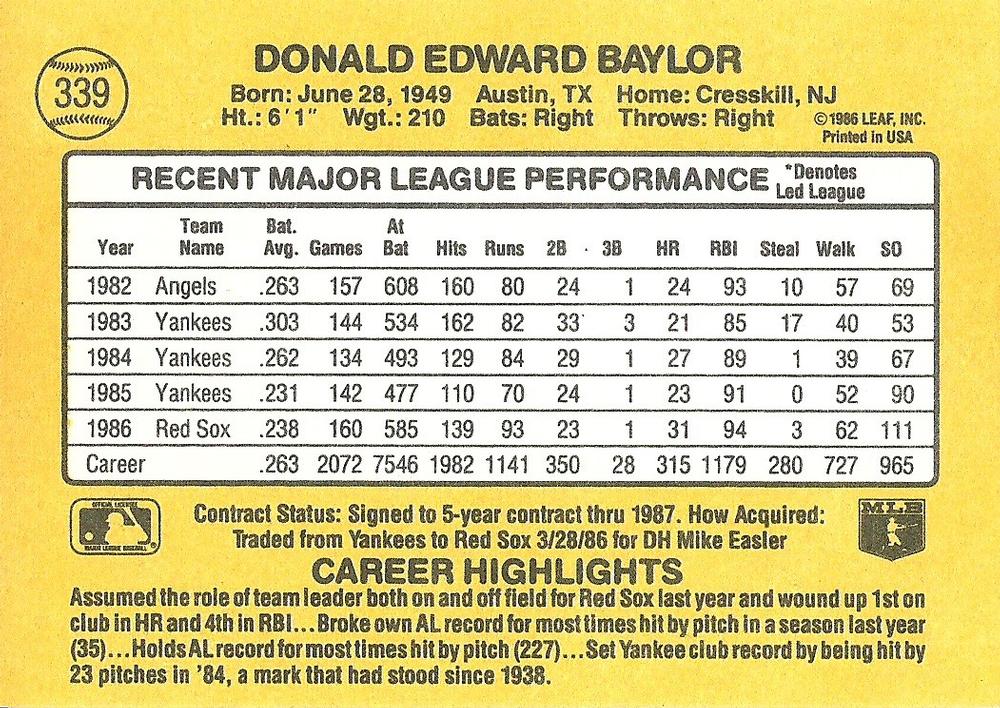 339
DONALD EDWARD BAYLOR
Born: June 28, 1949 Austin, TX Home: Cresskill, NJ
Ht.: 6'1" Wgt.: 210 Bats: Right Throws: Right
©1986 LEAF, INC.
Printed in USA
RECENT MAJOR LEAGUE PERFORMANCE *Denotes Led League
Year Team Name Bat. Avg. Games At Bat Hits Runs 2B 3B HR RBI Steal Walk SO
1982 Angels .263 157 608 160 80 24 1 24 93 10 57 69
1983 Yankees .303 144 534 162 82 33 3 21 85 17 40 53
1984 Yankees .262 134 493 129 84 29 1 27 89 1 39 67
1985 Yankees .231 142 477 110 70 24 1 23 91 0 52 90
1986 Red Sox .238 160 585 139 93 23 1 31 94 3 62 111
Career .263 2072 7546 1982 1141 350 28 315 1179 280 727 965
OFFICIAL LICENSEE
MAJOR LEAGUE BASEBALL
Contract Status: Signed to 5-year contract thru 1987. How Acquired:
Traded from Yankees to Red Sox 3/28/86 for DH Mike Easler
MLB
CAREER HIGHLIGHTS
Assumed the role of team leader both on and off field for Red Sox last year and wound up 1st on
club in HR and 4th in RBI...Broke own AL record for most times hit by pitch in a season last year
(35)...Holds AL record for most times hit by pitch (227)...Set Yankee club record by being hit by
23 pitches in '84, a mark that had stood since 1938.